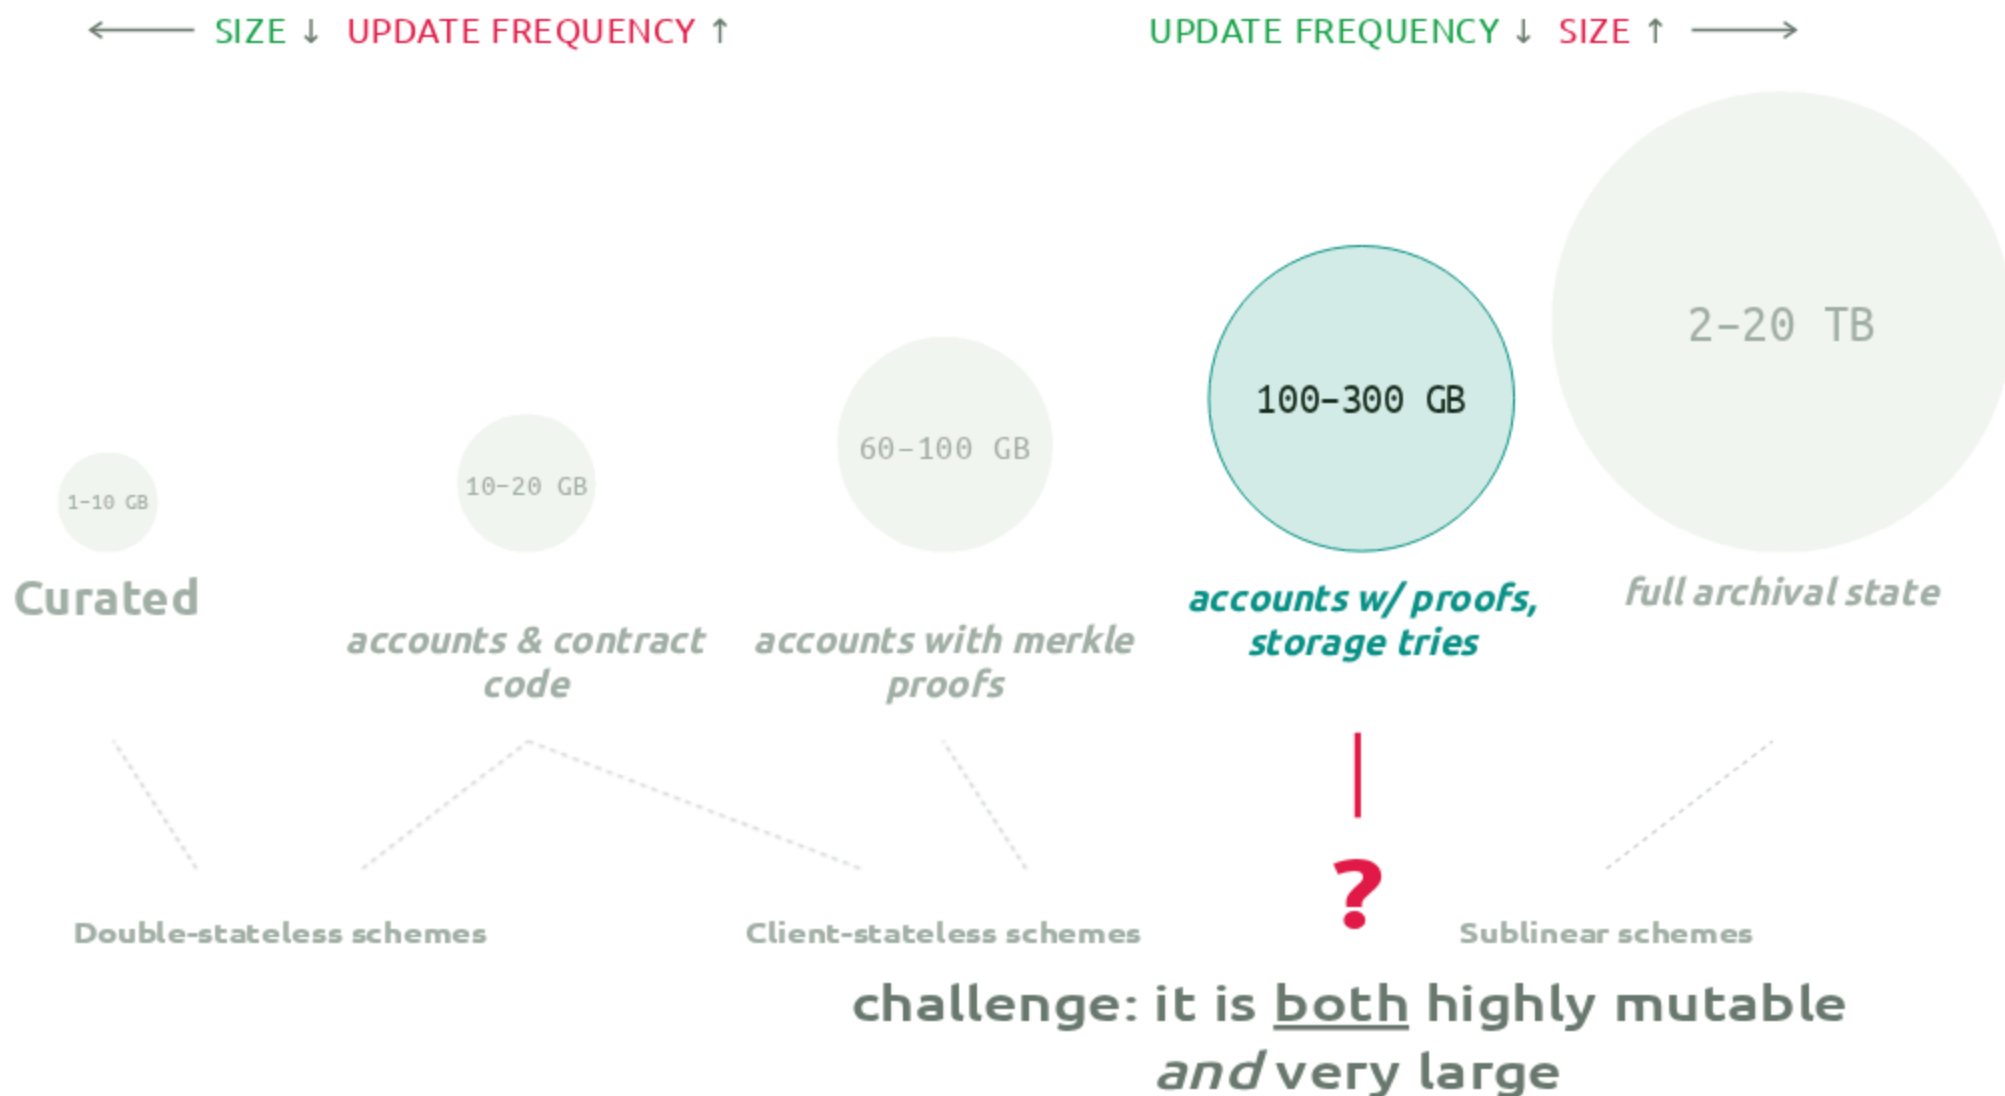 ← SIZE ↓ UPDATE FREQUENCY ↑
UPDATE FREQUENCY ↓ SIZE ↑ →
1–10 GB
10–20 GB
60–100 GB
100–300 GB
2–20 TB
Curated
accounts & contract
code
accounts with merkle
proofs
accounts w/ proofs,
storage tries
full archival state
?
Double-stateless schemes
Client-stateless schemes
Sublinear schemes
challenge: it is both highly mutable
and very large